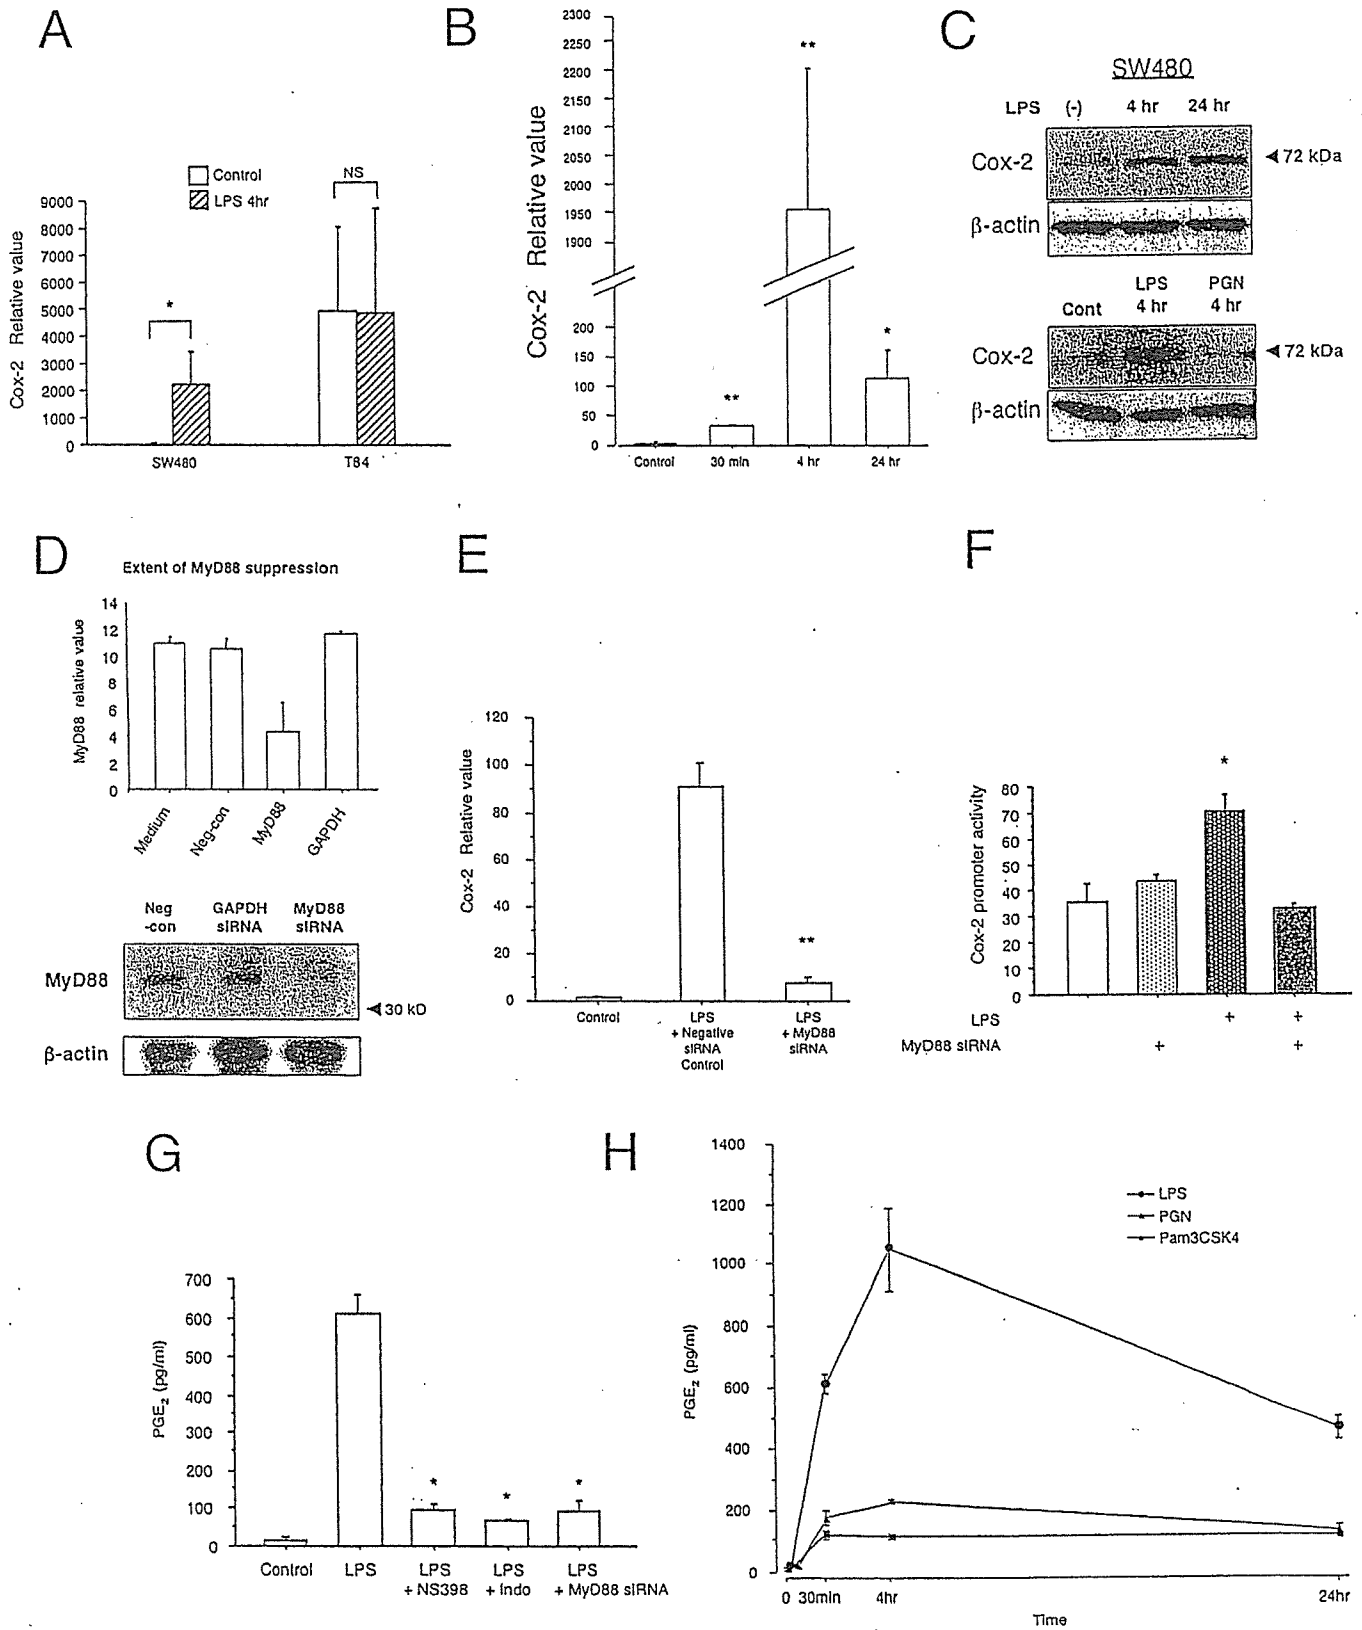 A
Control
LPS 4hr
NS
*
Cox-2 Relative value
9000
8000
7000
6000
5000
4000
3000
2000
1000
0
SW480
T84
B
Cox-2 Relative value
2300
2250
2200
2150
2100
2050
2000
1950
1900
200
150
100
50
0
**
**
*
Control
30 min
4 hr
24 hr
C
SW480
LPS (-) 4 hr 24 hr
Cox-2
72 kDa
β-actin
Cont
LPS 4 hr
PGN 4 hr
Cox-2
72 kDa
β-actin
D
Extent of MyD88 suppression
MyD88 relative value
14
12
10
8
6
4
2
0
Medium
Neg-con
MyD88
GAPDH
Neg -con
GAPDH siRNA
MyD88 siRNA
MyD88
30 kD
β-actin
E
Cox-2 Relative value
120
100
80
60
40
20
0
**
Control
LPS + Negative siRNA Control
LPS + MyD88 siRNA
F
Cox-2 promoter activity
80
70
60
50
40
30
20
10
0
*
LPS + +
MyD88 siRNA + +
G
PGE2 (pg/ml)
700
600
500
400
300
200
100
0
*
*
*
Control
LPS
LPS + NS398
LPS + Indo
LPS + MyD88 siRNA
H
PGE2 (pg/ml)
1400
1200
1000
800
600
400
200
0
LPS
PGN
Pam3CSK4
0 30min 4hr 24hr
Time